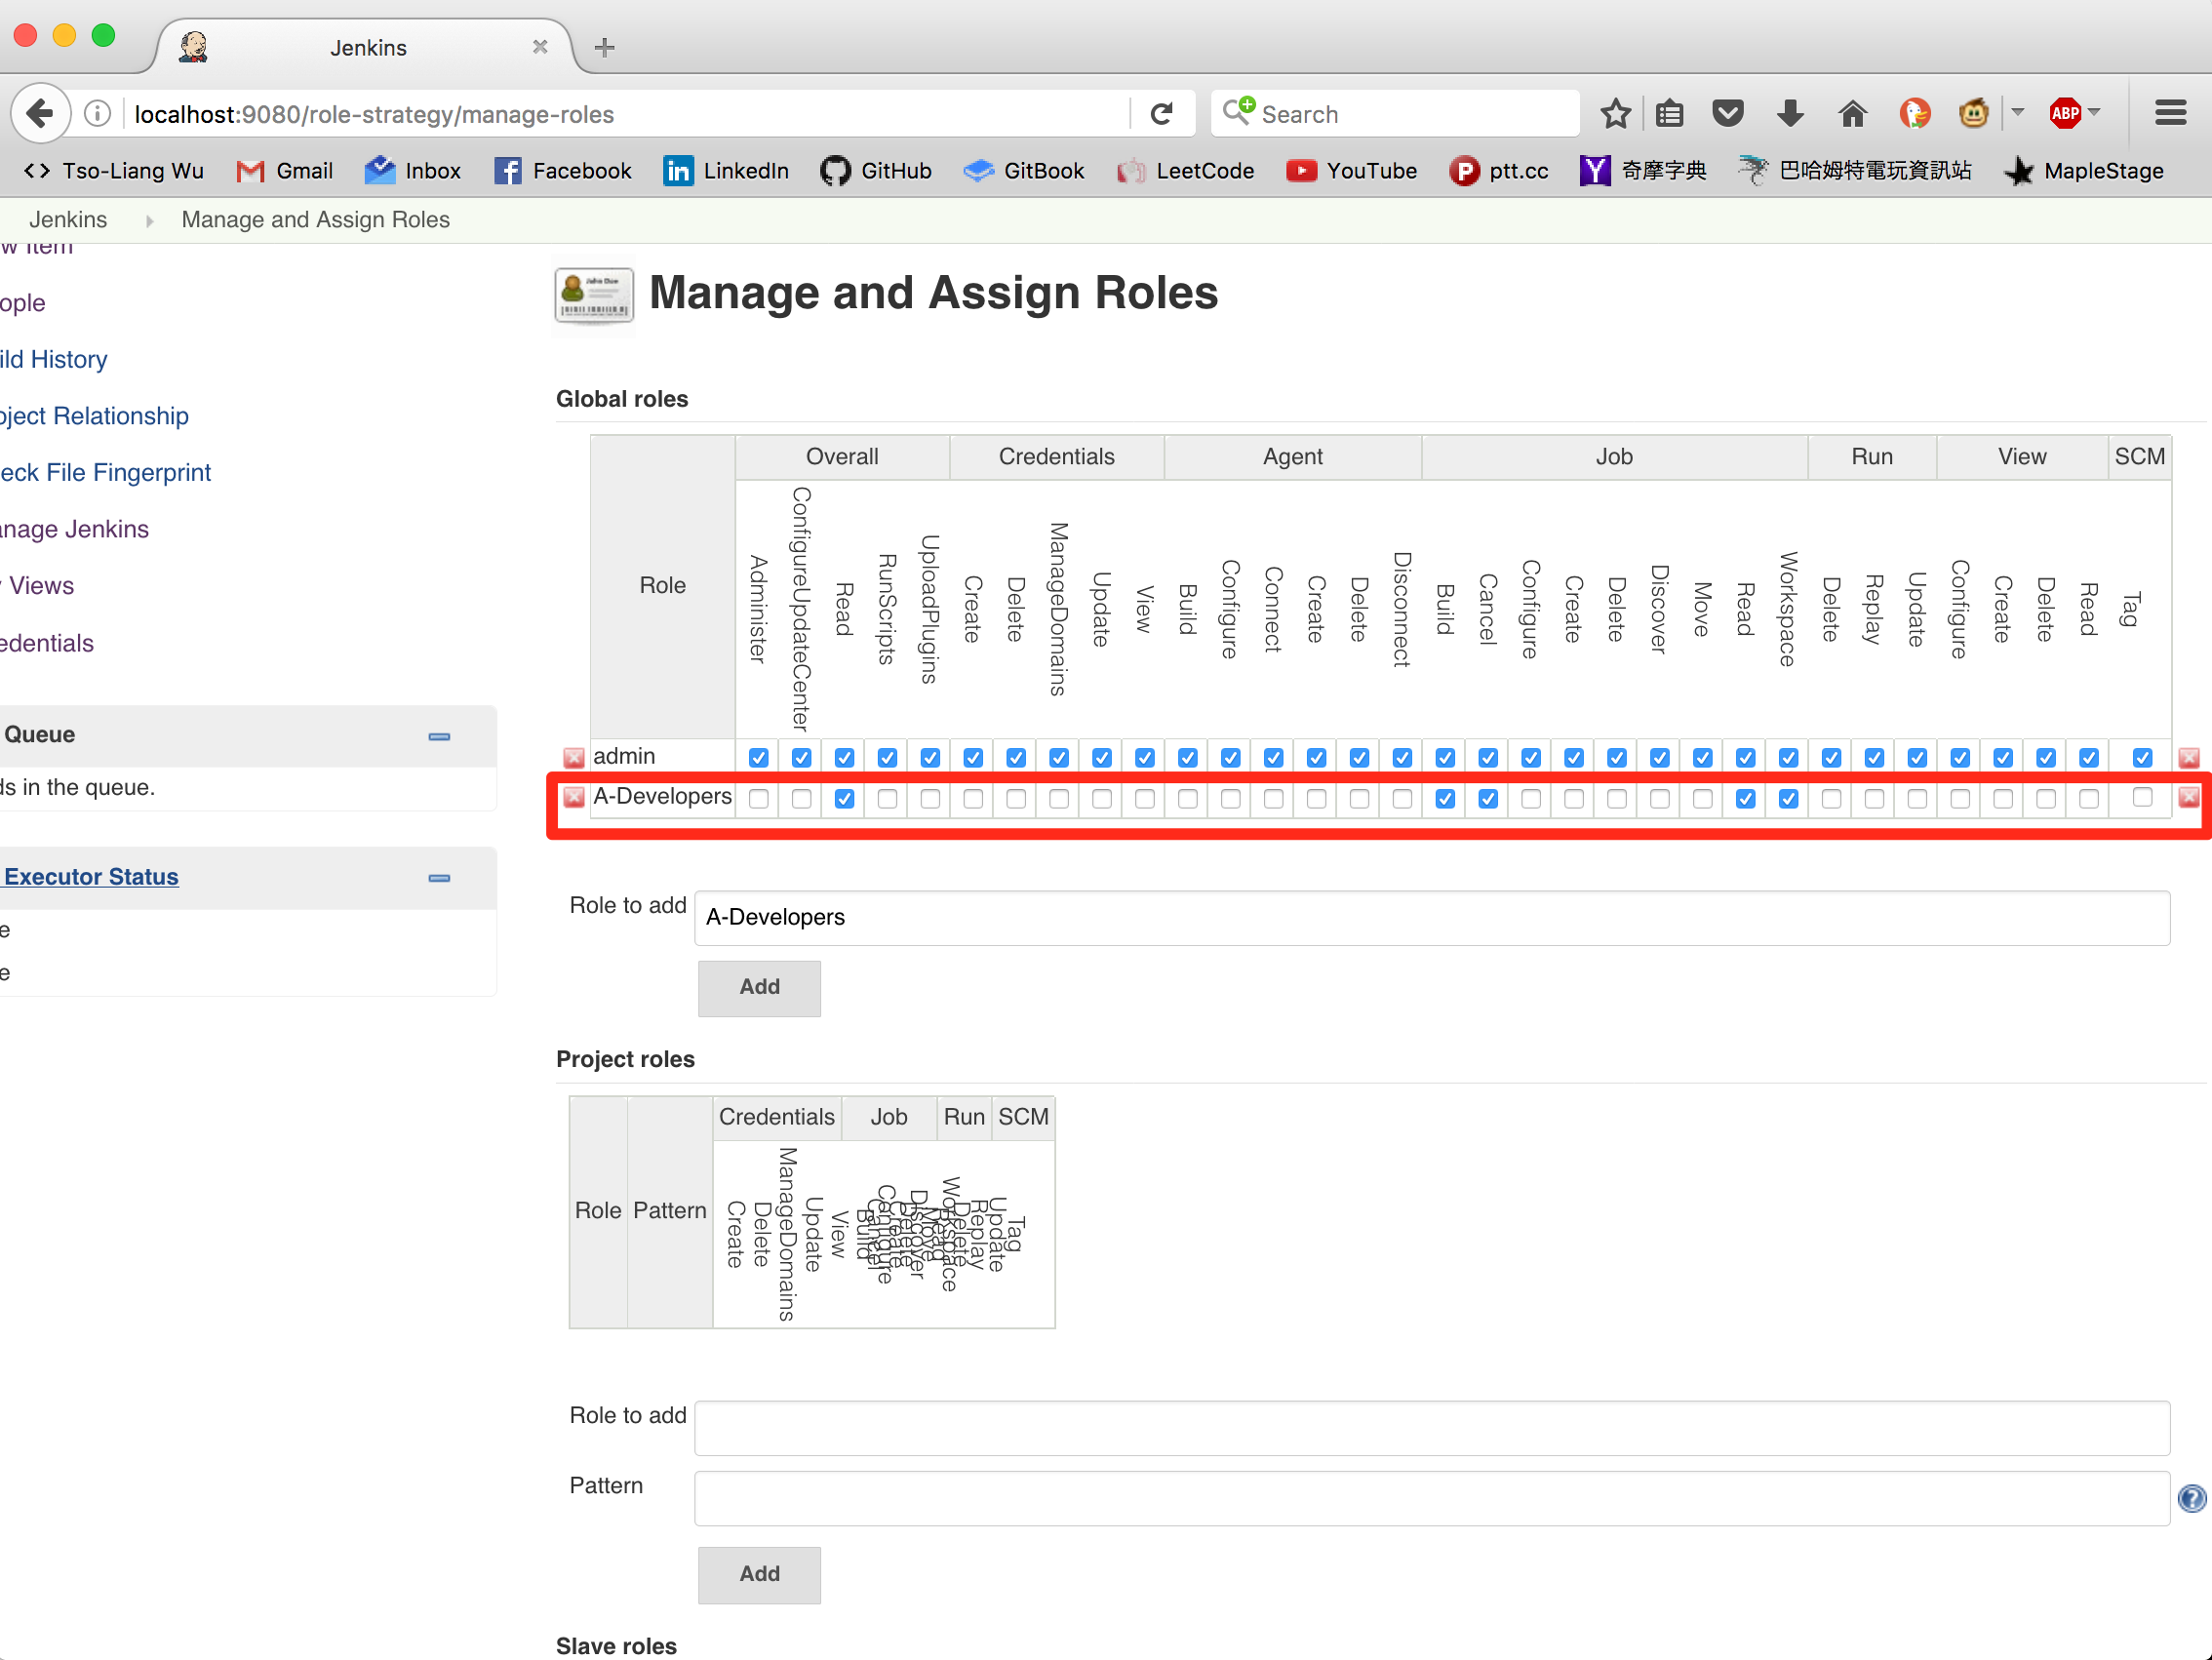 Jenkins
localhost:9080/role-strategy/manage-roles
Search
Tso-Liang Wu Gmail Inbox Facebook LinkedIn GitHub GitBook LeetCode YouTube ptt.cc 奇摩字典 巴哈姆特電玩資訊站 MapleStage
ABP
Jenkins Manage and Assign Roles
w Item
ople
ild History
oject Relationship
eck File Fingerprint
anage Jenkins
Views
edentials
Queue
ds in the queue.
Executor Status
e
e
Manage and Assign Roles
Global roles
Role Overall Credentials Agent Job Run View SCM
Administer ConfigureUpdateCenter Read RunScripts UploadPlugins Create Delete ManageDomains Update View Build Configure Connect Create Delete Disconnect Build Cancel Configure Create Delete Discover Move Read Workspace Delete Replay Update Configure Create Delete Read Tag
admin
A-Developers
Role to add A-Developers
Add
Project roles
Role Pattern Credentials Job Run SCM
Create Delete ManageDomains Update View Build Cancel Configure Create Delete Discover Move Read Workspace Delete Replay Update Tag
Role to add
Pattern
Add
Slave roles